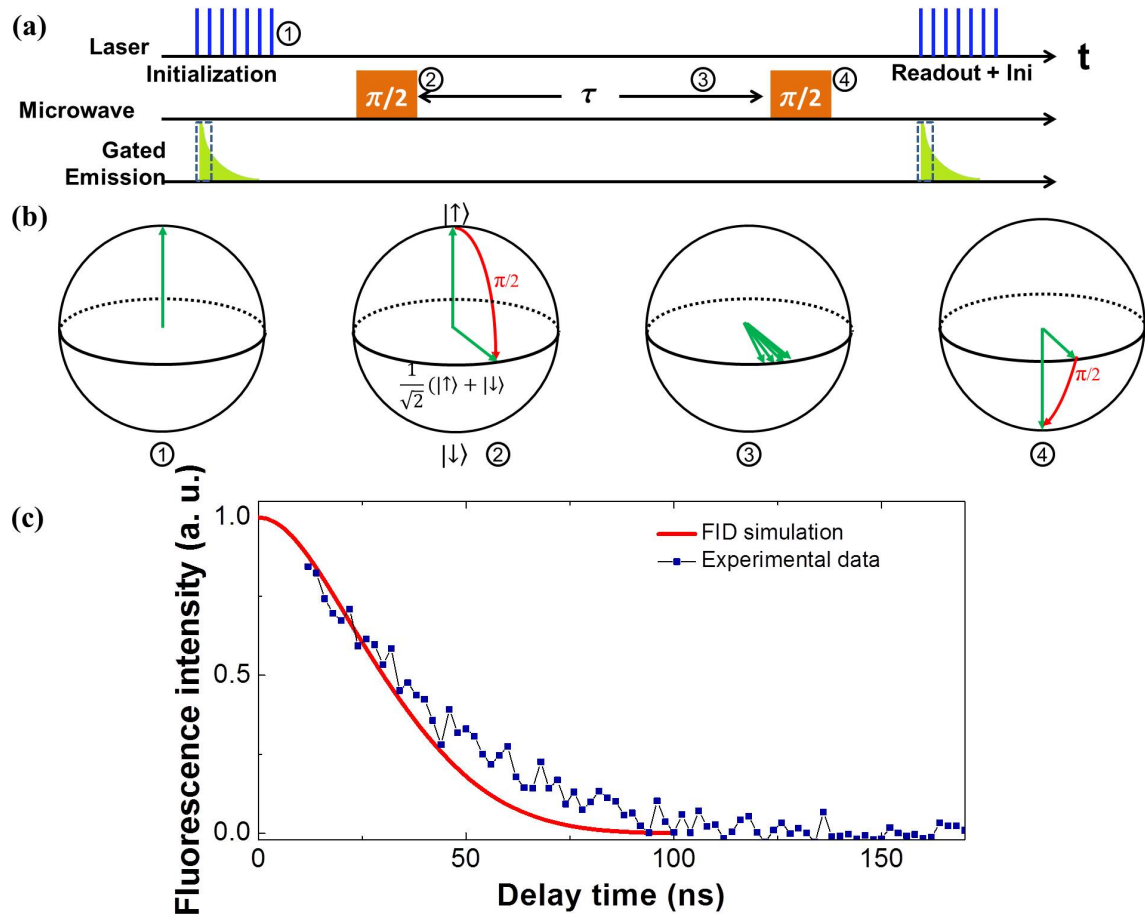 (a)
Laser
①
t
Initialization
Readout + Ini
Microwave
π/2
②
τ
③
π/2
④
Gated
Emission
(b)
|↑⟩
π/2
π/2
1/√2 (|↑⟩ + |↓⟩
①
|↓⟩
②
③
④
(c)
Fluorescence intensity (a. u.)
1.0
0.5
0.0
FID simulation
Experimental data
0
50
100
150
Delay time (ns)